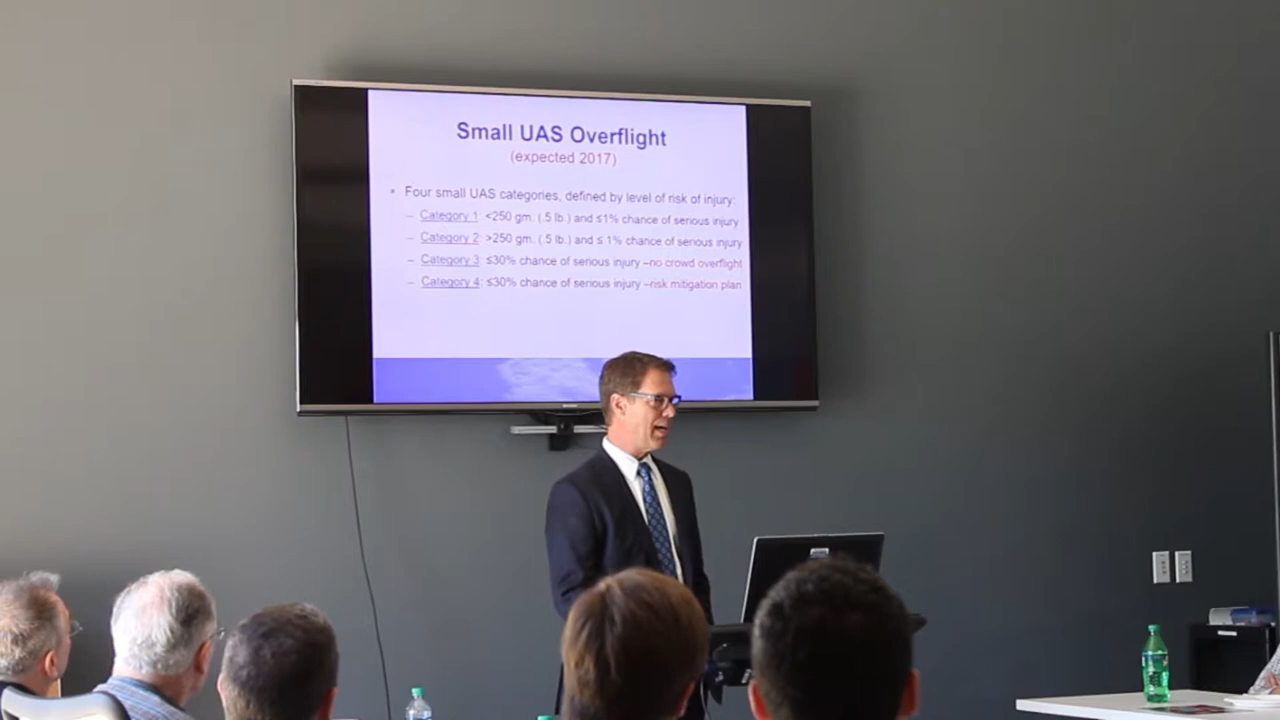 Small UAS Overflight
(expected 2017)
• Four small UAS categories, defined by level of risk of injury:
– Category 1: <250 gm. (.5 lb.) and ≤1% chance of serious injury
– Category 2: >250 gm. (.5 lb.) and ≤ 1% chance of serious injury
– Category 3: ≤30% chance of serious injury –no crowd overflight
– Category 4: ≤30% chance of serious injury –risk mitigation plan